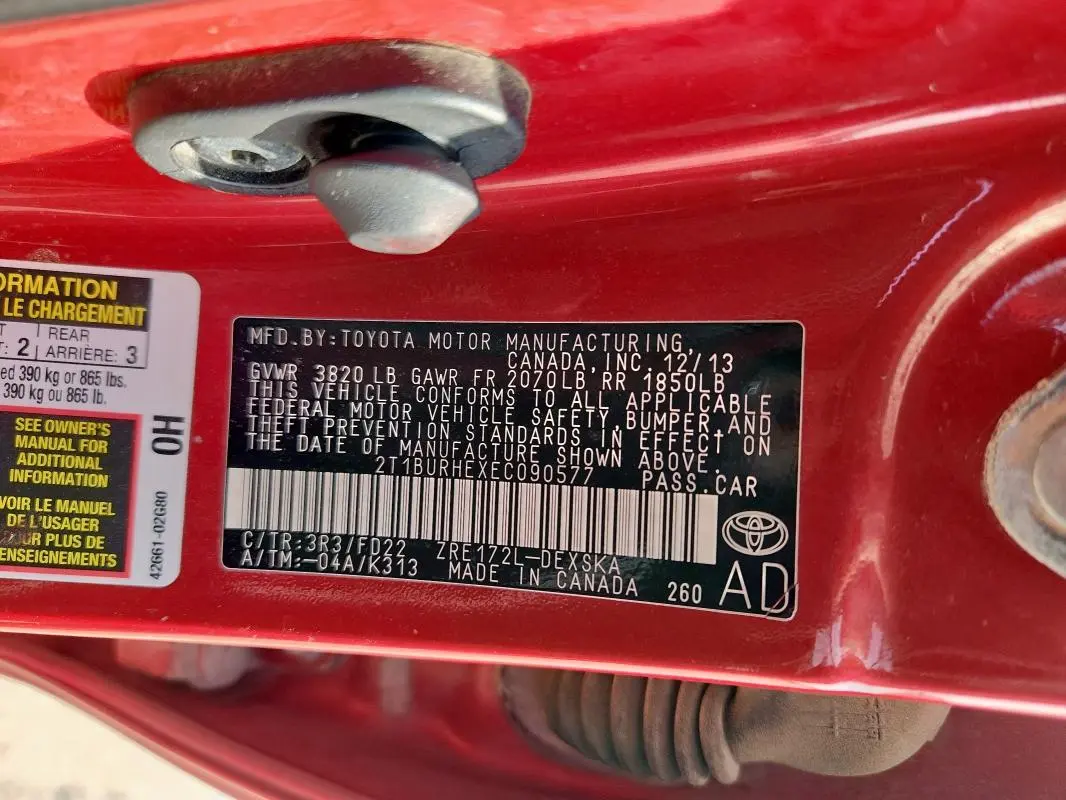 ORMATION
LE CHARGEMENT
T | REAR
: 2 | ARRIÈRE: 3
ed 390 kg or 865 lbs.
390 kg ou 865 lb.
SEE OWNER'S
MANUAL FOR
ADDITIONAL
INFORMATION
VOIR LE MANUEL
DE L'USAGER
OUR PLUS DE
ENSEIGNEMENTS
0H
42661-02G80
MFD.BY:TOYOTA MOTOR MANUFACTURING,
CANADA,INC. 12/13
GVWR 3820 LB GAWR FR 2070LB, RR 1850LB
THIS VEHICLE CONFORMS TO ALL APPLICABLE
FEDERAL MOTOR VEHICLE SAFETY,BUMPER,AND
THEFT PREVENTION STANDARDS IN EFFECT ON
THE DATE OF MANUFACTURE SHOWN ABOVE.
2T1BURHEXEC090577 PASS.CAR
C/TR:3R3/FD22 ZRE172L-DEXSKA
A/TM:-04A/K313 MADE IN CANADA 260 AD